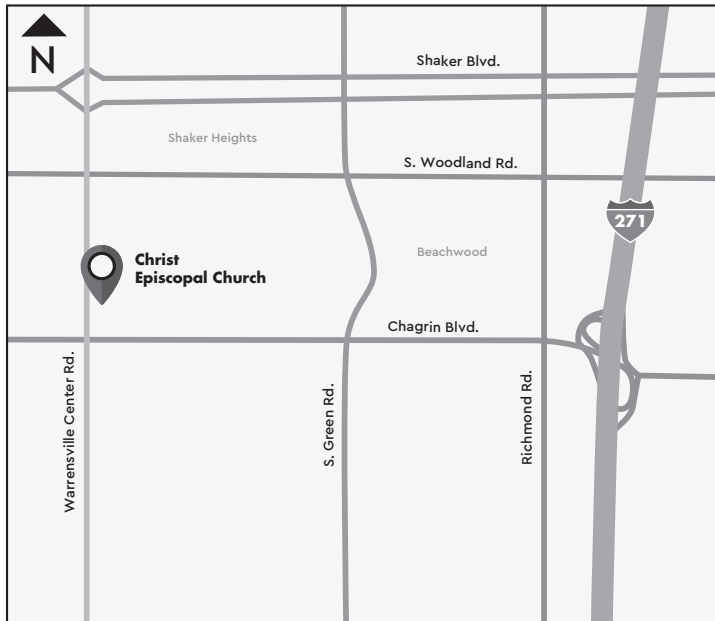 N
Shaker Blvd.
Shaker Heights
S. Woodland Rd.
271
Beachwood
Christ
Episcopal Church
Chagrin Blvd.
Warrensville Center Rd.
S. Green Rd.
Richmond Rd.